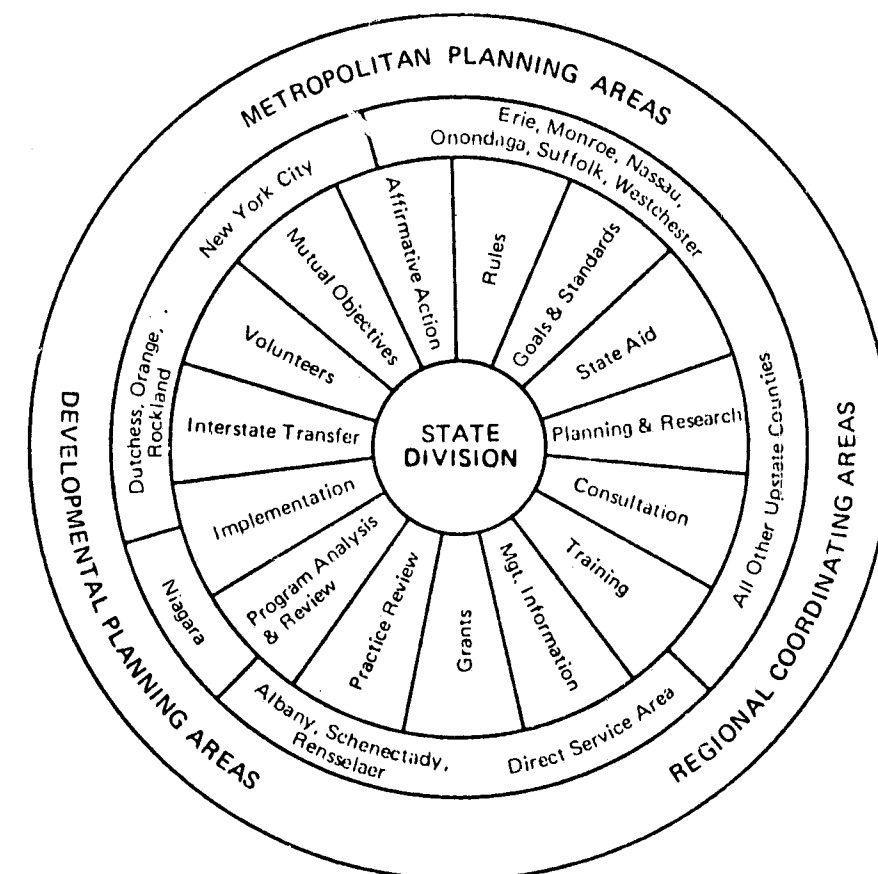 METROPOLITAN PLANNING AREAS
Erie, Monroe, Nassau,
Onondaga, Suffolk, Westchester
New York City
Dutchess, Orange,
Rockland
Niagara
Albany, Schenectady,
Rensselaer
Direct Service Area
All Other Upstate Counties
DEVELOPMENTAL PLANNING AREAS
REGIONAL COORDINATING AREAS
STATE
DIVISION
Affirmative Action
Rules
Goals & Standards
State Aid
Planning & Research
Consultation
Training
Mgt. Information
Grants
Practice Review
Program Analysis
& Review
Implementation
Interstate Transfer
Volunteers
Mutual Objectives